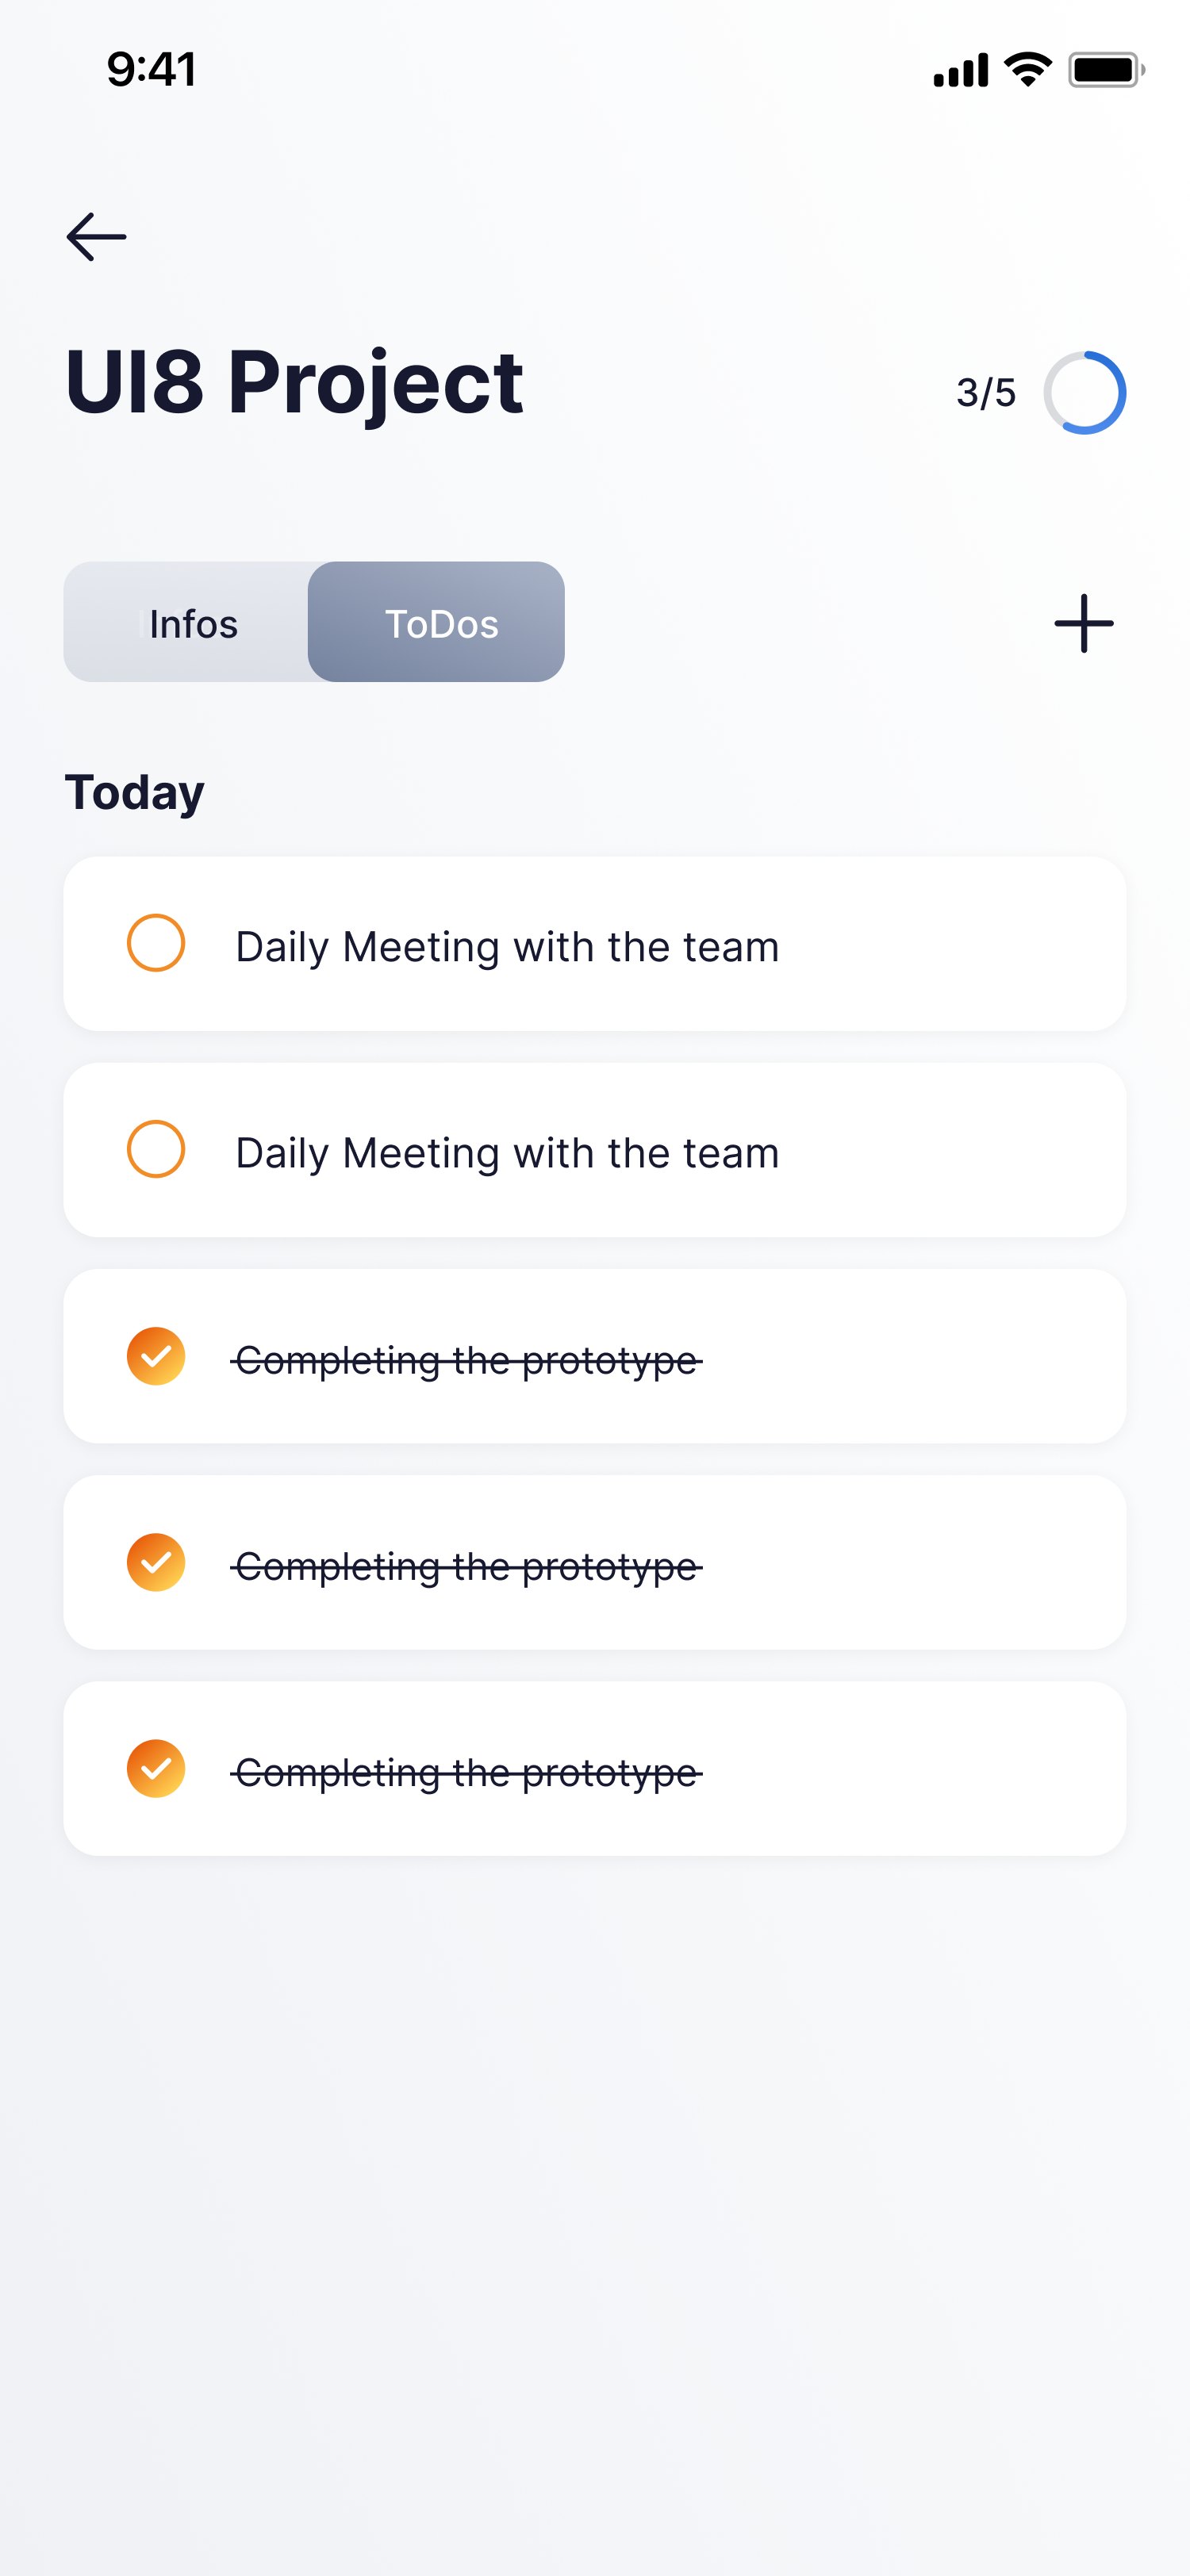 9:41
UI8 Project
3/5
Infos
ToDos
Today
Daily Meeting with the team
Daily Meeting with the team
Completing the prototype
Completing the prototype
Completing the prototype